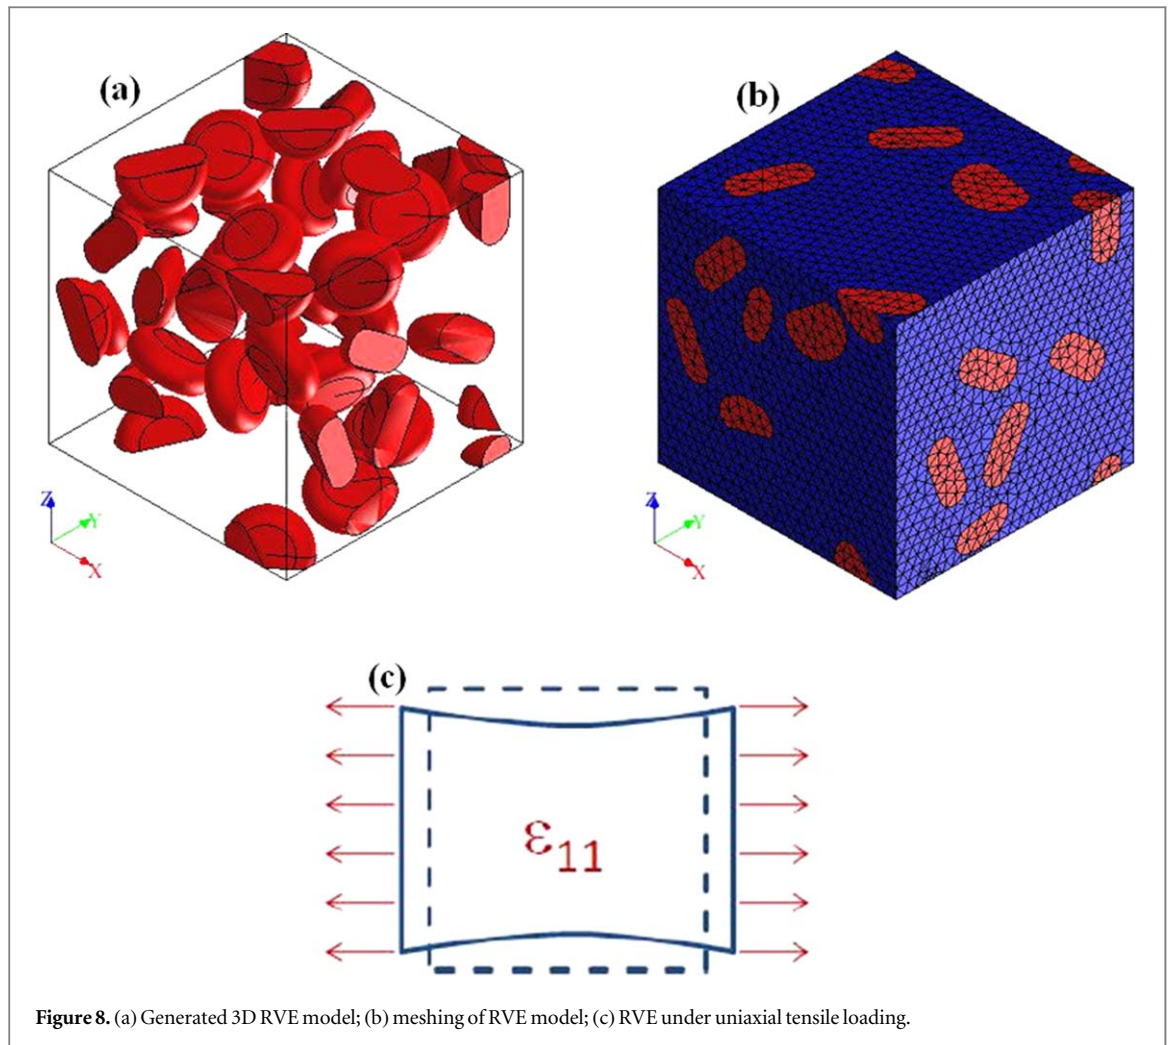 (a)
(b)
Z
Y
X
Z
Y
X
(c)
ε11
Figure 8. (a) Generated 3D RVE model; (b) meshing of RVE model; (c) RVE under uniaxial tensile loading.